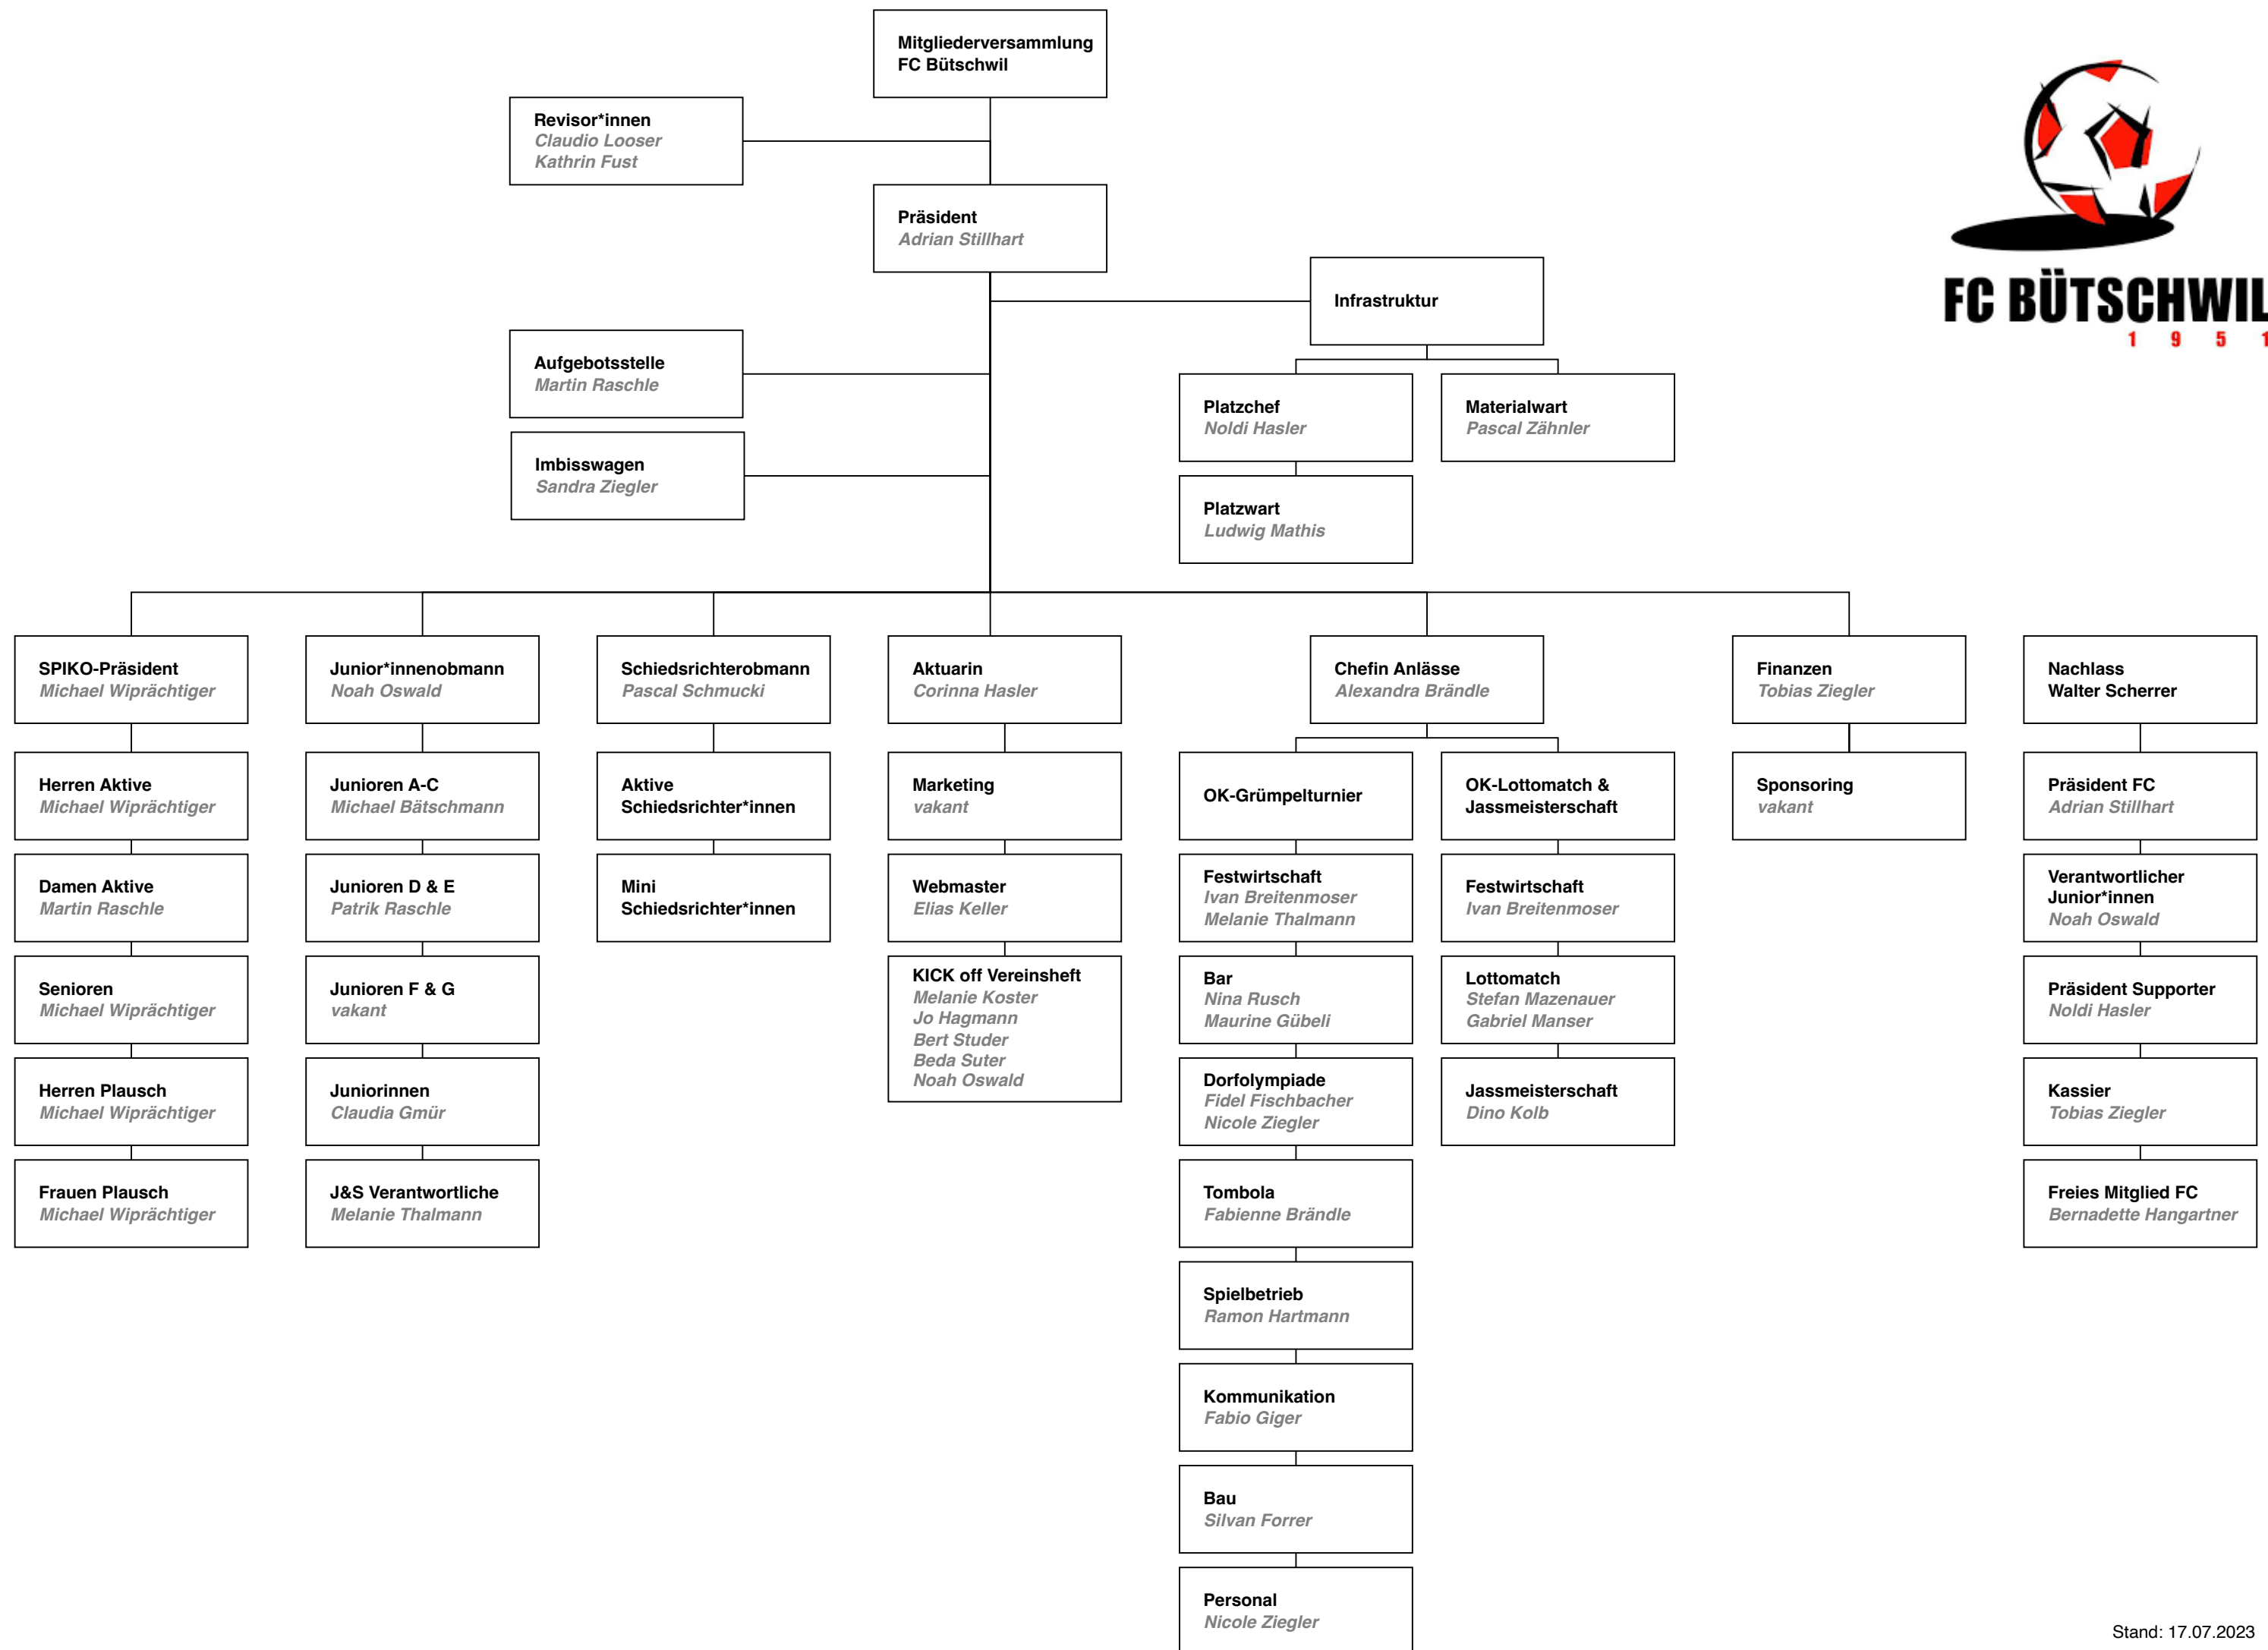 Mitgliederversammlung
FC Bütschwil
Revisor*innen
Claudio Looser
Kathrin Fust
Präsident
Adrian Stillhart
FC BÜTSCHWIL
1951
Infrastruktur
Aufgebotsstelle
Martin Raschle
Platzchef
Noldi Hasler
Materialwart
Pascal Zähnler
Imbisswagen
Sandra Ziegler
Platzwart
Ludwig Mathis
SPIKO-Präsident
Michael Wiprächtiger
Herren Aktive
Michael Wiprächtiger
Damen Aktive
Martin Raschle
Senioren
Michael Wiprächtiger
Herren Plausch
Michael Wiprächtiger
Frauen Plausch
Michael Wiprächtiger
Junior*innenobmann
Noah Oswald
Junioren A-C
Michael Bätschmann
Junioren D & E
Patrik Raschle
Junioren F & G
vakant
Juniorinnen
Claudia Gmür
J&S Verantwortliche
Melanie Thalmann
Schiedsrichterobmann
Pascal Schmucki
Aktive
Schiedsrichter*innen
Mini
Schiedsrichter*innen
Aktuarin
Corinna Hasler
Marketing
vakant
Webmaster
Elias Keller
KICK off Vereinsheft
Melanie Koster
Jo Hagmann
Bert Studer
Beda Suter
Noah Oswald
Chefin Anlässe
Alexandra Brändle
OK-Grümpelturnier
Festwirtschaft
Ivan Breitenmoser
Melanie Thalmann
Bar
Nina Rusch
Maurine Gübeli
Dorfolympiade
Fidel Fischbacher
Nicole Ziegler
Tombola
Fabienne Brändle
Spielbetrieb
Ramon Hartmann
Kommunikation
Fabio Giger
Bau
Silvan Forrer
Personal
Nicole Ziegler
OK-Lottomatch &
Jassmeisterschaft
Festwirtschaft
Ivan Breitenmoser
Lottomatch
Stefan Mazenauer
Gabriel Manser
Jassmeisterschaft
Dino Kolb
Finanzen
Tobias Ziegler
Sponsoring
vakant
Nachlass
Walter Scherrer
Präsident FC
Adrian Stillhart
Verantwortlicher
Junior*innen
Noah Oswald
Präsident Supporter
Noldi Hasler
Kassier
Tobias Ziegler
Freies Mitglied FC
Bernadette Hangartner
Stand: 17.07.2023